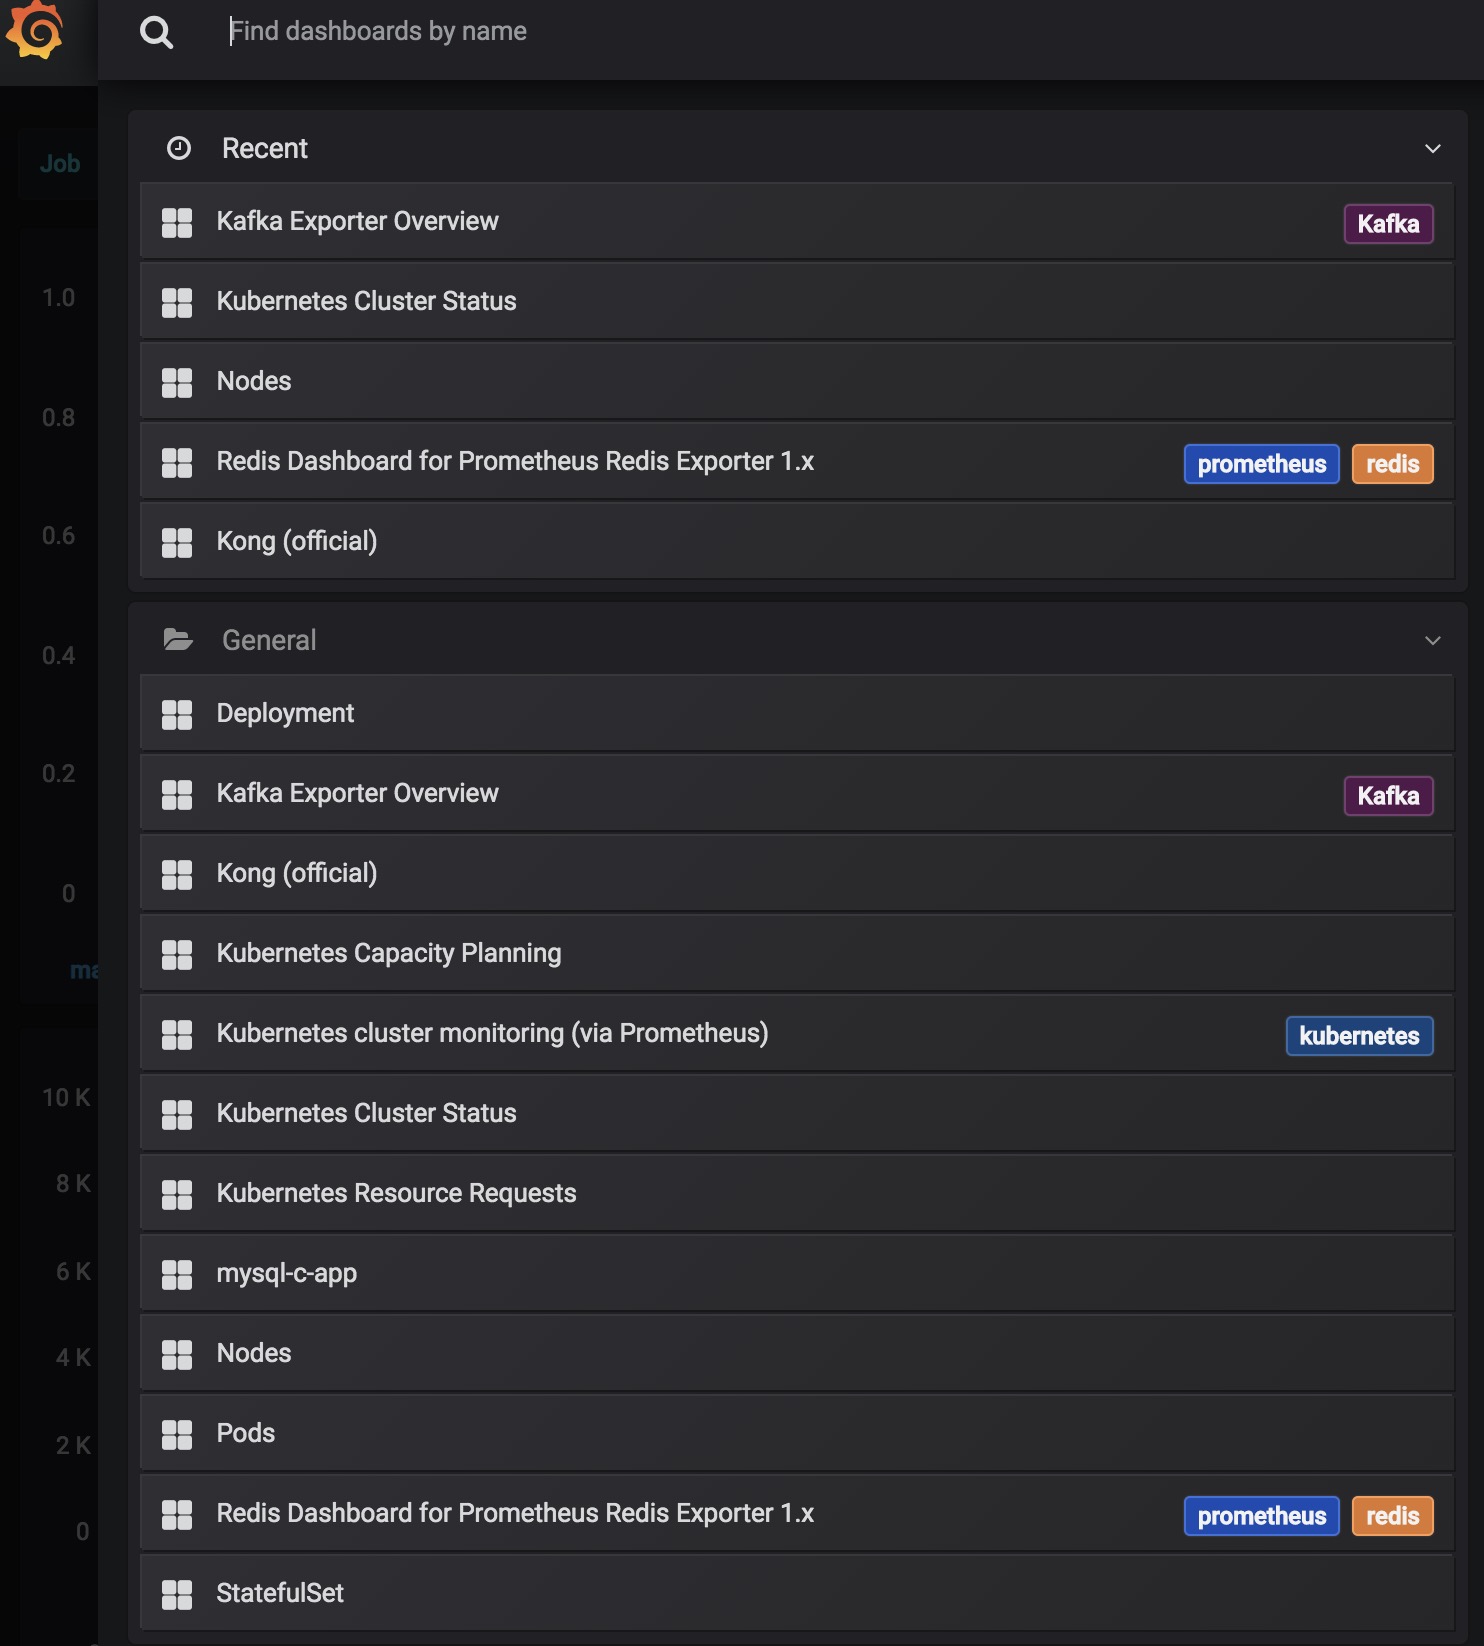 Find dashboards by name
Recent
Kafka Exporter Overview Kafka
Kubernetes Cluster Status
Nodes
Redis Dashboard for Prometheus Redis Exporter 1.x prometheus redis
Kong (official)
General
Deployment
Kafka Exporter Overview Kafka
Kong (official)
Kubernetes Capacity Planning
Kubernetes cluster monitoring (via Prometheus) kubernetes
Kubernetes Cluster Status
Kubernetes Resource Requests
mysql-c-app
Nodes
Pods
Redis Dashboard for Prometheus Redis Exporter 1.x prometheus redis
StatefulSet
Job
1.0
0.8
0.6
0.4
0.2
0
10 K
8 K
6 K
4 K
2 K
0